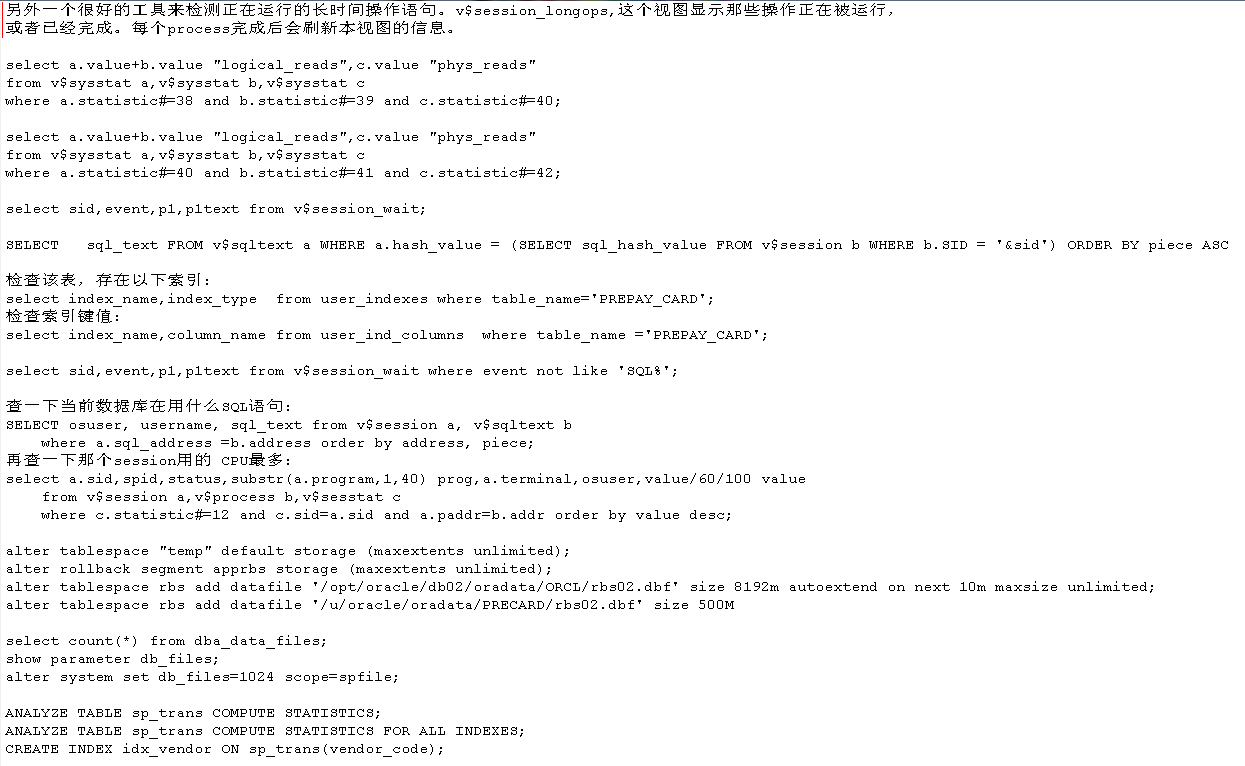 另外一个很好的工具来检测正在运行的长时间操作语句。v$session_longops,这个视图显示那些操作正在被运行，
或者已经完成。每个process完成后会刷新本视图的信息。
select a.value+b.value "logical_reads",c.value "phys_reads"
from v$sysstat a,v$sysstat b,v$sysstat c
where a.statistic#=38 and b.statistic#=39 and c.statistic#=40;
select a.value+b.value "logical_reads",c.value "phys_reads"
from v$sysstat a,v$sysstat b,v$sysstat c
where a.statistic#=40 and b.statistic#=41 and c.statistic#=42;
select sid,event,p1,p1text from v$session_wait;
SELECT   sql_text FROM v$sqltext a WHERE a.hash_value = (SELECT sql_hash_value FROM v$session b WHERE b.SID = '&sid') ORDER BY piece ASC
检查该表，存在以下索引：
select index_name,index_type  from user_indexes where table_name='PREPAY_CARD';
检查索引键值：
select index_name,column_name from user_ind_columns  where table_name ='PREPAY_CARD';
select sid,event,p1,p1text from v$session_wait where event not like 'SQL%';
查一下当前数据库在用什么SQL语句：
SELECT osuser, username, sql_text from v$session a, v$sqltext b
    where a.sql_address =b.address order by address, piece;
再查一下那个session用的 CPU最多：
select a.sid,spid,status,substr(a.program,1,40) prog,a.terminal,osuser,value/60/100 value
    from v$session a,v$process b,v$sesstat c
    where c.statistic#=12 and c.sid=a.sid and a.paddr=b.addr order by value desc;
alter tablespace "temp" default storage (maxextents unlimited);
alter rollback segment apprbs storage (maxextents unlimited);
alter tablespace rbs add datafile '/opt/oracle/db02/oradata/ORCL/rbs02.dbf' size 8192m autoextend on next 10m maxsize unlimited;
alter tablespace rbs add datafile '/u/oracle/oradata/PRECARD/rbs02.dbf' size 500M
select count(*) from dba_data_files;
show parameter db_files;
alter system set db_files=1024 scope=spfile;
ANALYZE TABLE sp_trans COMPUTE STATISTICS;
ANALYZE TABLE sp_trans COMPUTE STATISTICS FOR ALL INDEXES;
CREATE INDEX idx_vendor ON sp_trans(vendor_code);